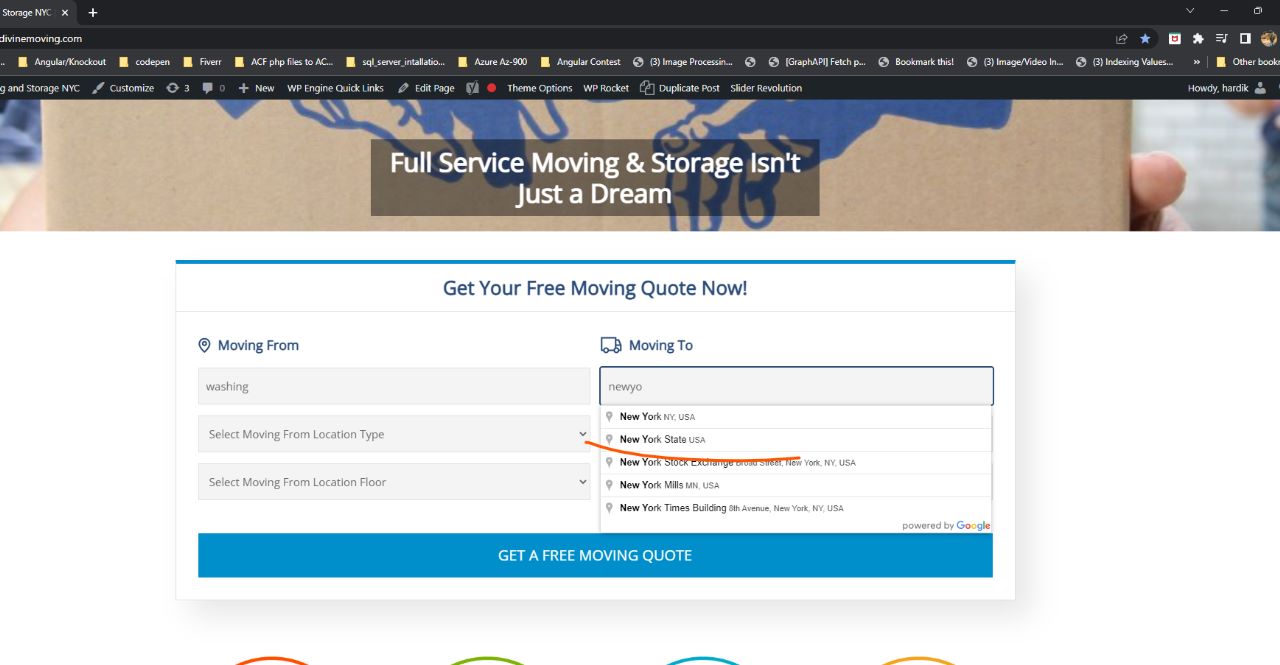 Storage NYC
divinemoving.com
Angular/Knockout codepen Fiverr ACF php files to AC... sql_server_intallatio... Azure Az-900 Angular Contest (3) Image Processin... [GraphAPI] Fetch p... Bookmark this! (3) Image/Video In... (3) Indexing Values... » Other bookm
g and Storage NYC Customize 3 0 New WP Engine Quick Links Edit Page Theme Options WP Rocket Duplicate Post Slider Revolution Howdy, hardik
Full Service Moving & Storage Isn't
Just a Dream
Get Your Free Moving Quote Now!
Moving From
Moving To
washing
newyo
Select Moving From Location Type
Select Moving From Location Floor
New York NY, USA
New York State USA
New York Stock Exchange Broad Street, New York, NY, USA
New York Mills MN, USA
New York Times Building 8th Avenue, New York, NY, USA
powered by Google
GET A FREE MOVING QUOTE